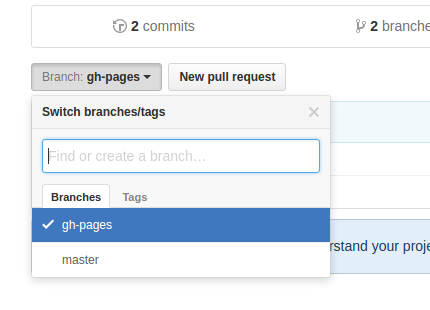 2 commits
2 branche
Branch: gh-pages
New pull request
Switch branches/tags
Find or create a branch…
Branches Tags
gh-pages
rstand your proje
master